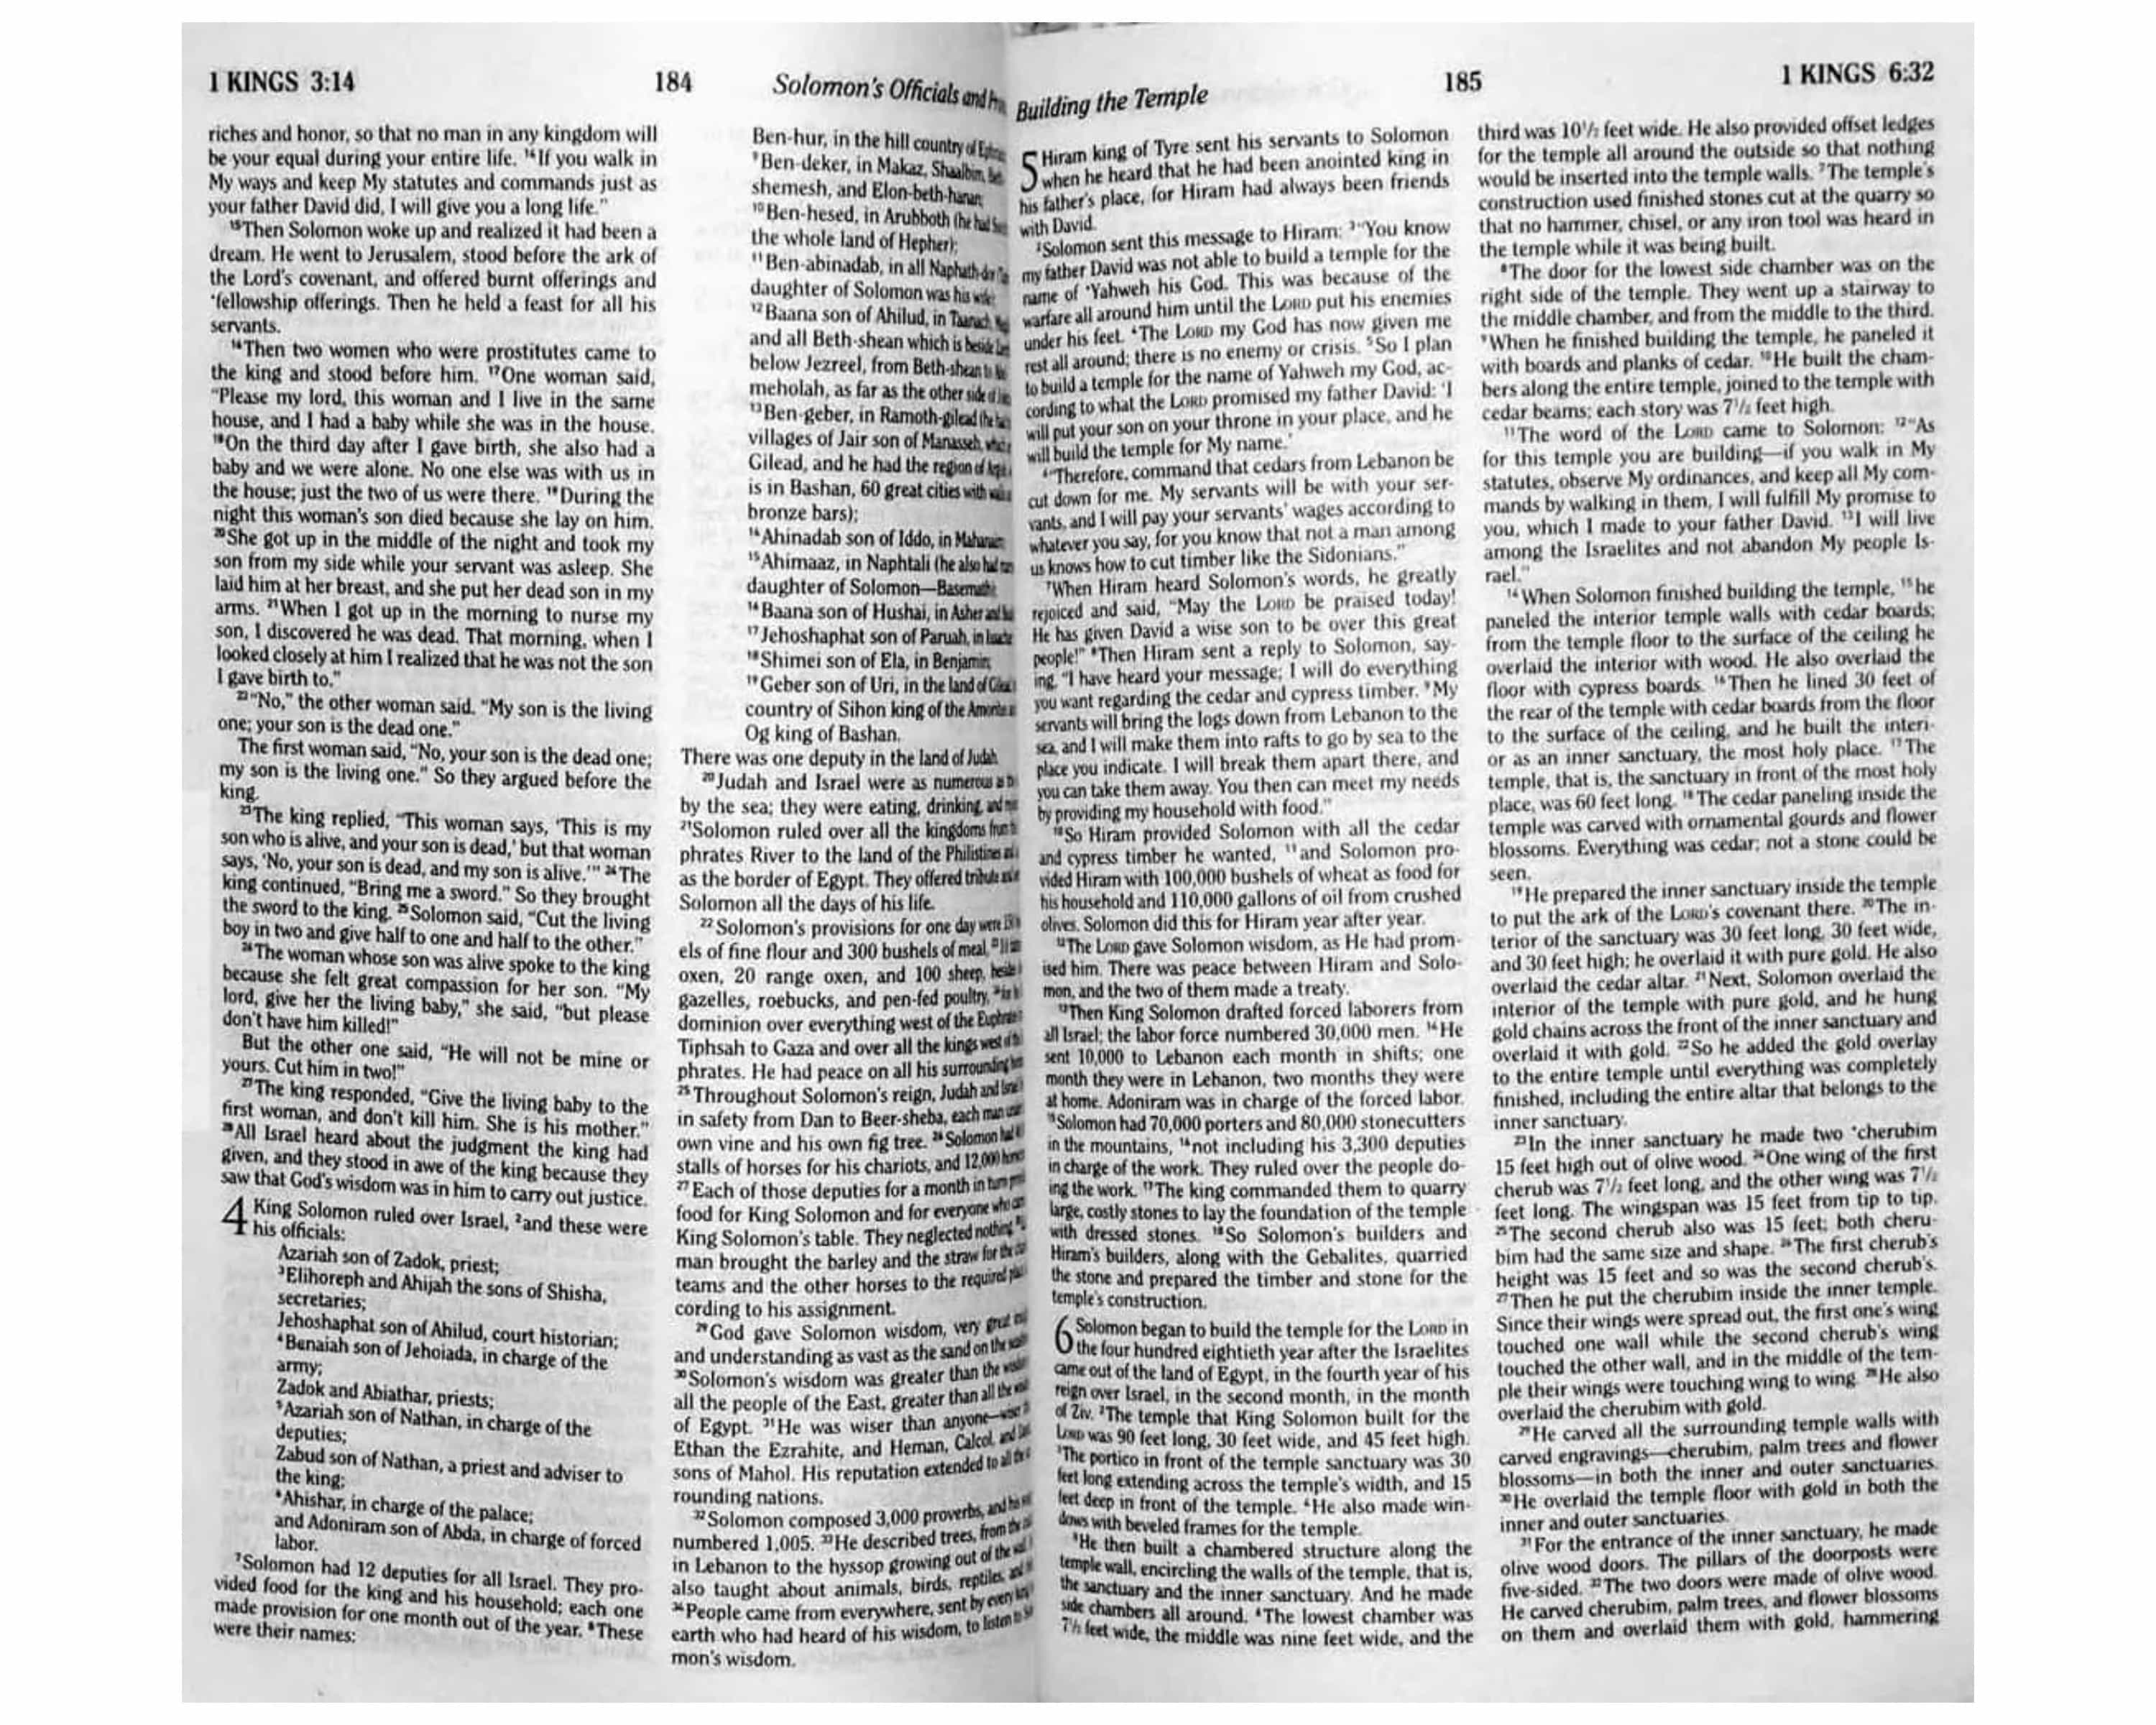 1 KINGS 3:14
184
Solomon's Officials and
riches and honor, so that no man in any kingdom will
be your equal during your entire life. 14If you walk in
My ways and keep My statutes and commands just as
your father David did, I will give you a long life."
15Then Solomon woke up and realized it had been a
dream. He went to Jerusalem, stood before the ark of
the Lord's covenant, and offered burnt offerings and
•fellowship offerings. Then he held a feast for all his
servants.
16Then two women who were prostitutes came to
the king and stood before him. 17One woman said,
"Please my lord, this woman and I live in the same
house, and I had a baby while she was in the house.
18On the third day after I gave birth, she also had a
baby and we were alone. No one else was with us in
the house; just the two of us were there. 19During the
night this woman's son died because she lay on him.
20She got up in the middle of the night and took my
son from my side while your servant was asleep. She
laid him at her breast, and she put her dead son in my
arms. 21When I got up in the morning to nurse my
son, I discovered he was dead. That morning, when I
looked closely at him I realized that he was not the son
I gave birth to."
22"No," the other woman said. "My son is the living
one; your son is the dead one."
The first woman said, "No, your son is the dead one;
my son is the living one." So they argued before the
king.
23The king replied, "This woman says, 'This is my
son who is alive, and your son is dead,' but that woman
says, 'No, your son is dead, and my son is alive.'" 24The
king continued, "Bring me a sword." So they brought
the sword to the king. 25Solomon said, "Cut the living
boy in two and give half to one and half to the other."
26The woman whose son was alive spoke to the king
because she felt great compassion for her son. "My
lord, give her the living baby," she said, "but please
don't have him killed!"
But the other one said, "He will not be mine or
yours. Cut him in two!"
27The king responded, "Give the living baby to the
first woman, and don't kill him. She is his mother."
28All Israel heard about the judgment the king had
given, and they stood in awe of the king because they
saw that God's wisdom was in him to carry out justice.
4 King Solomon ruled over Israel, 2and these were
his officials:
Azariah son of Zadok, priest;
3Elihoreph and Ahijah the sons of Shisha,
secretaries;
Jehoshaphat son of Ahilud, court historian;
4Benaiah son of Jehoiada, in charge of the
army;
Zadok and Abiathar, priests;
5Azariah son of Nathan, in charge of the
deputies;
Zabud son of Nathan, a priest and adviser to
the king;
6Ahishar, in charge of the palace;
and Adoniram son of Abda, in charge of forced
labor.
7Solomon had 12 deputies for all Israel. They pro-
vided food for the king and his household; each one
made provision for one month out of the year. 8These
were their names:
Ben-hur, in the hill country of
9Ben-deker, in Makaz, Shaalbim,
shemesh, and Elon-beth-hanan;
10Ben-hesed, in Arubboth (he had
the whole land of Hepher);
11Ben-abinadab, in all Naphath-dor
daughter of Solomon was his wife;
12Baana son of Ahilud, in Taanach,
and all Beth-shean which is beside
below Jezreel, from Beth-shean to
meholah, as far as the other side of
13Ben-geber, in Ramoth-gilead (he had
villages of Jair son of Manasseh,
Gilead, and he had the region of
is in Bashan, 60 great cities with
bronze bars);
14Ahinadab son of Iddo, in Mahanaim;
15Ahimaaz, in Naphtali (he also had
daughter of Solomon—Basemath);
16Baana son of Hushai, in Asher and
17Jehoshaphat son of Paruah, in
18Shimei son of Ela, in Benjamin;
19Geber son of Uri, in the land of
country of Sihon king of the
Og king of Bashan.
There was one deputy in the land of Judah.
20Judah and Israel were as numerous as
by the sea; they were eating, drinking, and
21Solomon ruled over all the kingdoms from
phrates River to the land of the Philistines
as the border of Egypt. They offered tribute
Solomon all the days of his life.
22Solomon's provisions for one day were
els of fine flour and 300 bushels of meal,
oxen, 20 range oxen, and 100 sheep,
gazelles, roebucks, and pen-fed poultry,
dominion over everything west of the Euphrates
Tiphsah to Gaza and over all the kings west of
phrates. He had peace on all his surrounding
25Throughout Solomon's reign, Judah and
in safety from Dan to Beer-sheba, each man
own vine and his own fig tree. 26Solomon had
stalls of horses for his chariots, and 12,000
27Each of those deputies for a month in turn
food for King Solomon and for everyone who
King Solomon's table. They neglected nothing.
man brought the barley and the straw for the
teams and the other horses to the required
cording to his assignment.
29God gave Solomon wisdom, very great
and understanding as vast as the sand on the
30Solomon's wisdom was greater than the
all the people of the East, greater than all the
of Egypt. 31He was wiser than anyone—
Ethan the Ezrahite, and Heman, Calcol, and
sons of Mahol. His reputation extended to all the
rounding nations.
32Solomon composed 3,000 proverbs, and his
numbered 1,005. 33He described trees, from the
in Lebanon to the hyssop growing out of the
also taught about animals, birds, reptiles, and
34People came from everywhere, sent by every
earth who had heard of his wisdom, to listen to
mon's wisdom.
Building the Temple
185
1 KINGS 6:32
5 Hiram king of Tyre sent his servants to Solomon
when he heard that he had been anointed king in
his father's place, for Hiram had always been friends
with David.
2Solomon sent this message to Hiram: 3"You know
my father David was not able to build a temple for the
name of •Yahweh his God. This was because of the
warfare all around him until the LORD put his enemies
under his feet. 4The LORD my God has now given me
rest all around; there is no enemy or crisis. 5So I plan
to build a temple for the name of Yahweh my God, ac-
cording to what the LORD promised my father David: 'I
will put your son on your throne in your place, and he
will build the temple for My name.'
6"Therefore, command that cedars from Lebanon be
cut down for me. My servants will be with your ser-
vants, and I will pay your servants' wages according to
whatever you say, for you know that not a man among
us knows how to cut timber like the Sidonians."
7When Hiram heard Solomon's words, he greatly
rejoiced and said, "May the LORD be praised today!
He has given David a wise son to be over this great
people!" 8Then Hiram sent a reply to Solomon, say-
ing, "I have heard your message; I will do everything
you want regarding the cedar and cypress timber. 9My
servants will bring the logs down from Lebanon to the
sea, and I will make them into rafts to go by sea to the
place you indicate. I will break them apart there, and
you can take them away. You then can meet my needs
by providing my household with food."
10So Hiram provided Solomon with all the cedar
and cypress timber he wanted, 11and Solomon pro-
vided Hiram with 100,000 bushels of wheat as food for
his household and 110,000 gallons of oil from crushed
olives. Solomon did this for Hiram year after year.
12The LORD gave Solomon wisdom, as He had prom-
ised him. There was peace between Hiram and Solo-
mon, and the two of them made a treaty.
13Then King Solomon drafted forced laborers from
all Israel; the labor force numbered 30,000 men. 14He
sent 10,000 to Lebanon each month in shifts; one
month they were in Lebanon, two months they were
at home. Adoniram was in charge of the forced labor.
15Solomon had 70,000 porters and 80,000 stonecutters
in the mountains, 16not including his 3,300 deputies
in charge of the work. They ruled over the people do-
ing the work. 17The king commanded them to quarry
large, costly stones to lay the foundation of the temple
with dressed stones. 18So Solomon's builders and
Hiram's builders, along with the Gebalites, quarried
the stone and prepared the timber and stone for the
temple's construction.
6 Solomon began to build the temple for the LORD in
the four hundred eightieth year after the Israelites
came out of the land of Egypt, in the fourth year of his
reign over Israel, in the second month, in the month
of Ziv. 2The temple that King Solomon built for the
LORD was 90 feet long, 30 feet wide, and 45 feet high.
3The portico in front of the temple sanctuary was 30
feet long extending across the temple's width, and 15
feet deep in front of the temple. 4He also made win-
dows with beveled frames for the temple.
5He then built a chambered structure along the
temple wall, encircling the walls of the temple, that is,
the sanctuary and the inner sanctuary. And he made
side chambers all around. 6The lowest chamber was
7½ feet wide, the middle was nine feet wide, and the
third was 10½ feet wide. He also provided offset ledges
for the temple all around the outside so that nothing
would be inserted into the temple walls. 7The temple's
construction used finished stones cut at the quarry so
that no hammer, chisel, or any iron tool was heard in
the temple while it was being built.
8The door for the lowest side chamber was on the
right side of the temple. They went up a stairway to
the middle chamber, and from the middle to the third.
9When he finished building the temple, he paneled it
with boards and planks of cedar. 10He built the cham-
bers along the entire temple, joined to the temple with
cedar beams; each story was 7½ feet high.
11The word of the LORD came to Solomon: 12"As
for this temple you are building—if you walk in My
statutes, observe My ordinances, and keep all My com-
mands by walking in them, I will fulfill My promise to
you, which I made to your father David. 13I will live
among the Israelites and not abandon My people Is-
rael."
14When Solomon finished building the temple, 15he
paneled the interior temple walls with cedar boards;
from the temple floor to the surface of the ceiling he
overlaid the interior with wood. He also overlaid the
floor with cypress boards. 16Then he lined 30 feet of
the rear of the temple with cedar boards from the floor
to the surface of the ceiling, and he built the interi-
or as an inner sanctuary, the most holy place. 17The
temple, that is, the sanctuary in front of the most holy
place, was 60 feet long. 18The cedar paneling inside the
temple was carved with ornamental gourds and flower
blossoms. Everything was cedar; not a stone could be
seen.
19He prepared the inner sanctuary inside the temple
to put the ark of the LORD's covenant there. 20The in-
terior of the sanctuary was 30 feet long, 30 feet wide,
and 30 feet high; he overlaid it with pure gold. He also
overlaid the cedar altar. 21Next, Solomon overlaid the
interior of the temple with pure gold, and he hung
gold chains across the front of the inner sanctuary and
overlaid it with gold. 22So he added the gold overlay
to the entire temple until everything was completely
finished, including the entire altar that belongs to the
inner sanctuary.
23In the inner sanctuary he made two •cherubim
15 feet high out of olive wood. 24One wing of the first
cherub was 7½ feet long, and the other wing was 7½
feet long. The wingspan was 15 feet from tip to tip.
25The second cherub also was 15 feet; both cheru-
bim had the same size and shape. 26The first cherub's
height was 15 feet and so was the second cherub's.
27Then he put the cherubim inside the inner temple.
Since their wings were spread out, the first one's wing
touched one wall while the second cherub's wing
touched the other wall, and in the middle of the tem-
ple their wings were touching wing to wing. 28He also
overlaid the cherubim with gold.
29He carved all the surrounding temple walls with
carved engravings—cherubim, palm trees and flower
blossoms—in both the inner and outer sanctuaries.
30He overlaid the temple floor with gold in both the
inner and outer sanctuaries.
31For the entrance of the inner sanctuary, he made
olive wood doors. The pillars of the doorposts were
five-sided. 32The two doors were made of olive wood.
He carved cherubim, palm trees, and flower blossoms
on them and overlaid them with gold, hammering